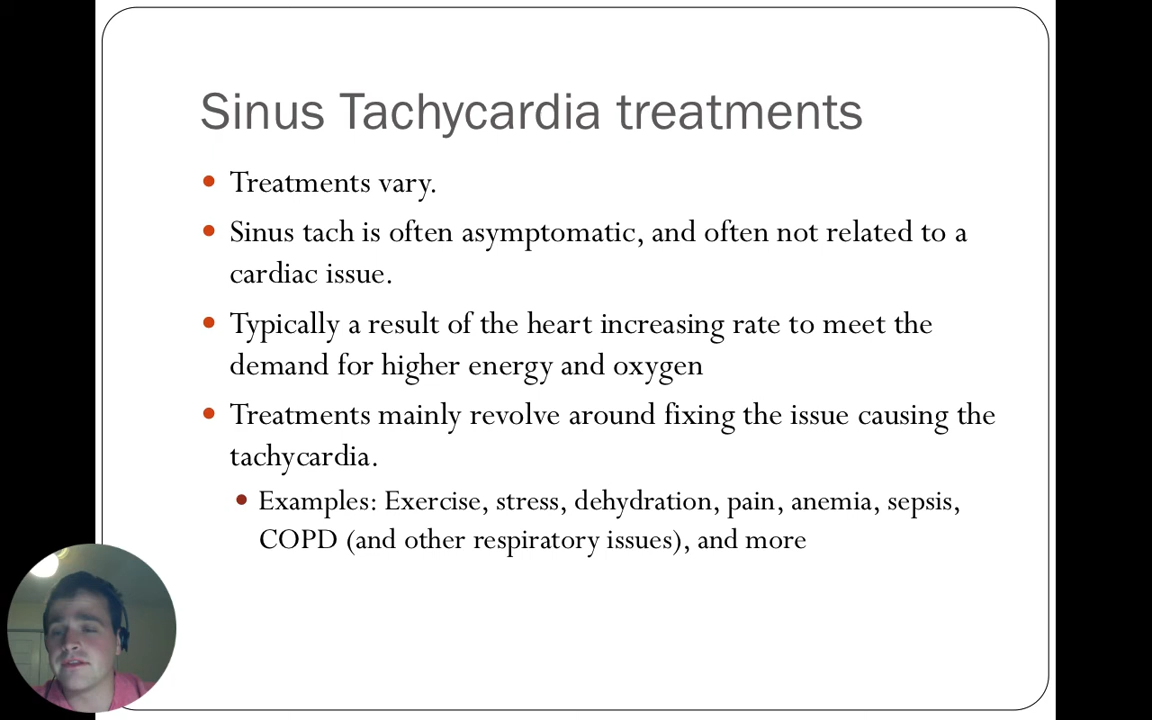 Sinus Tachycardia treatments
Treatments vary.
Sinus tach is often asymptomatic, and often not related to a
cardiac issue.
Typically a result of the heart increasing rate to meet the
demand for higher energy and oxygen
Treatments mainly revolve around fixing the issue causing the
tachycardia.
Examples: Exercise, stress, dehydration, pain, anemia, sepsis,
COPD (and other respiratory issues), and more